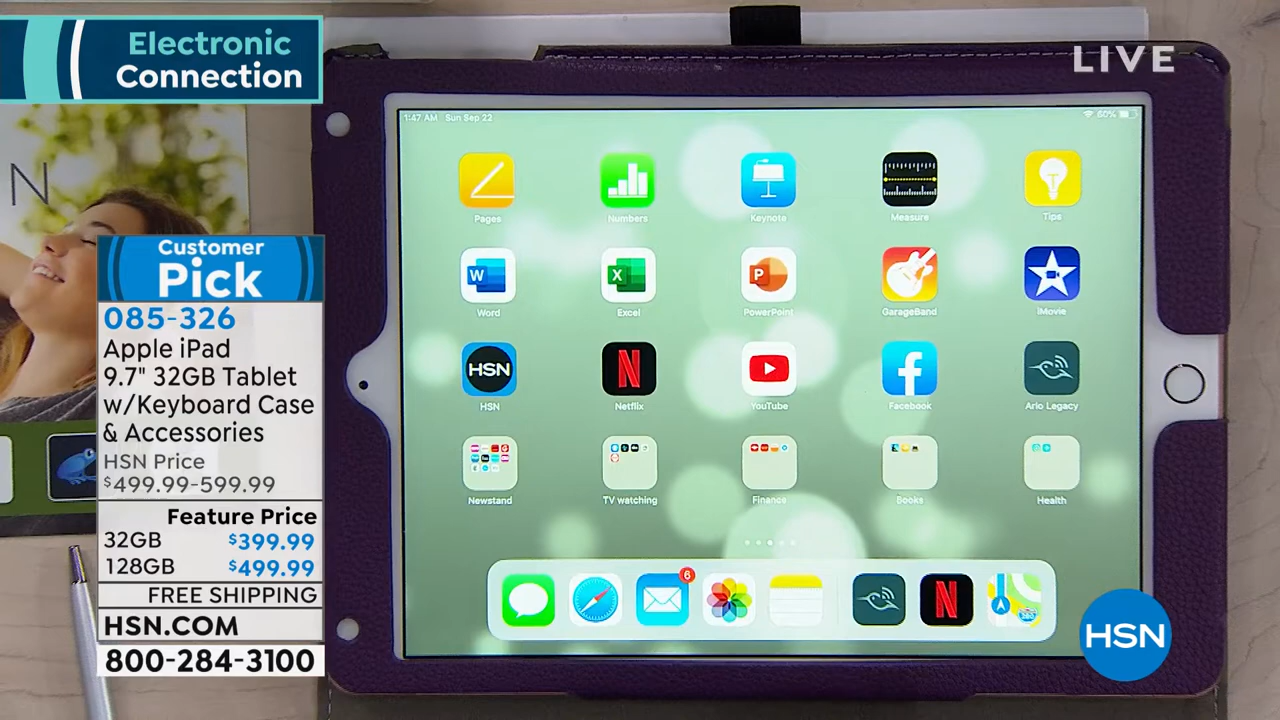 Electronic
Connection
LIVE
N
Customer
Pick
085-326
Apple iPad
9.7" 32GB Tablet
w/Keyboard Case
& Accessories
HSN Price
$499.99-599.99
Feature Price
32GB $399.99
128GB $499.99
FREE SHIPPING
HSN.COM
800-284-3100
1:47 AM Sun Sep 22
60%
Pages Numbers Keynote Measure Tips
W X P
Word Excel PowerPoint GarageBand iMovie
HSN N
HSN Netflix YouTube Facebook Arlo Legacy
Newstand TV watching Finance Books Health
6
N
280
HSN